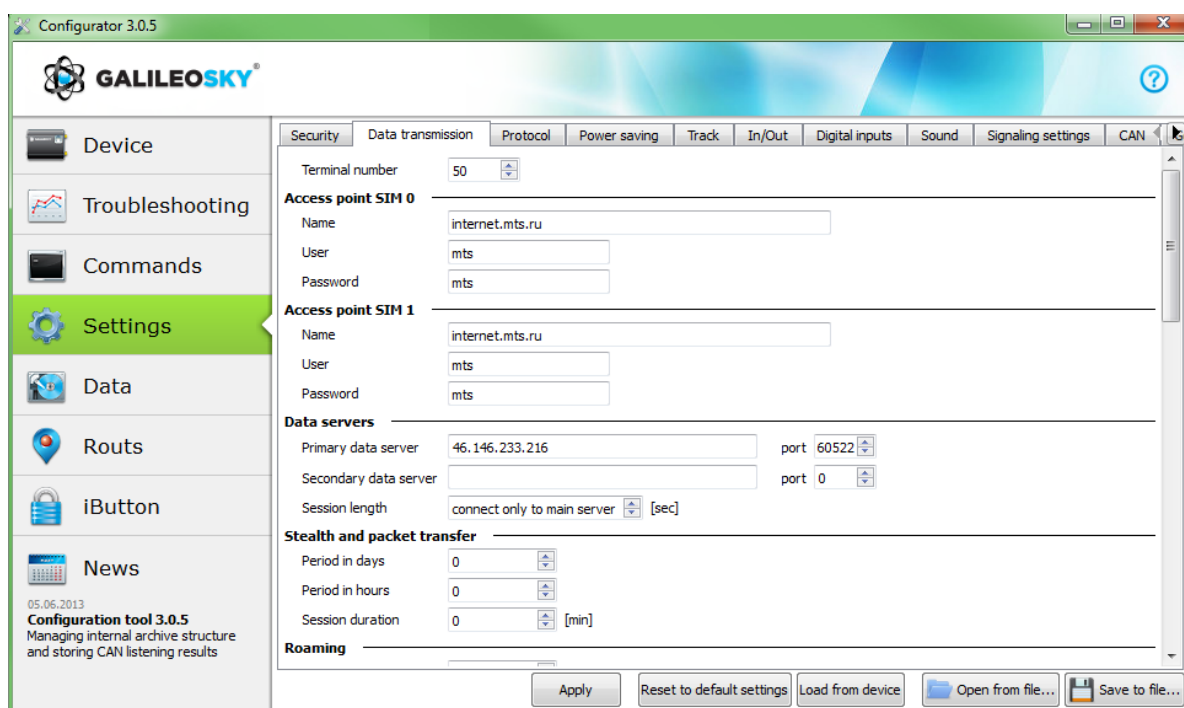 Configurator 3.0.5
GALILEOSKY®
?
Device
Troubleshooting
Commands
Settings
Data
Routs
iButton
News
05.06.2013
Configuration tool 3.0.5
Managing internal archive structure
and storing CAN listening results
Security Data transmission Protocol Power saving Track In/Out Digital inputs Sound Signaling settings CAN
Terminal number 50
Access point SIM 0
Name internet.mts.ru
User mts
Password mts
Access point SIM 1
Name internet.mts.ru
User mts
Password mts
Data servers
Primary data server 46.146.233.216 port 60522
Secondary data server port 0
Session length connect only to main server [sec]
Stealth and packet transfer
Period in days 0
Period in hours 0
Session duration 0 [min]
Roaming
Apply Reset to default settings Load from device Open from file... Save to file...